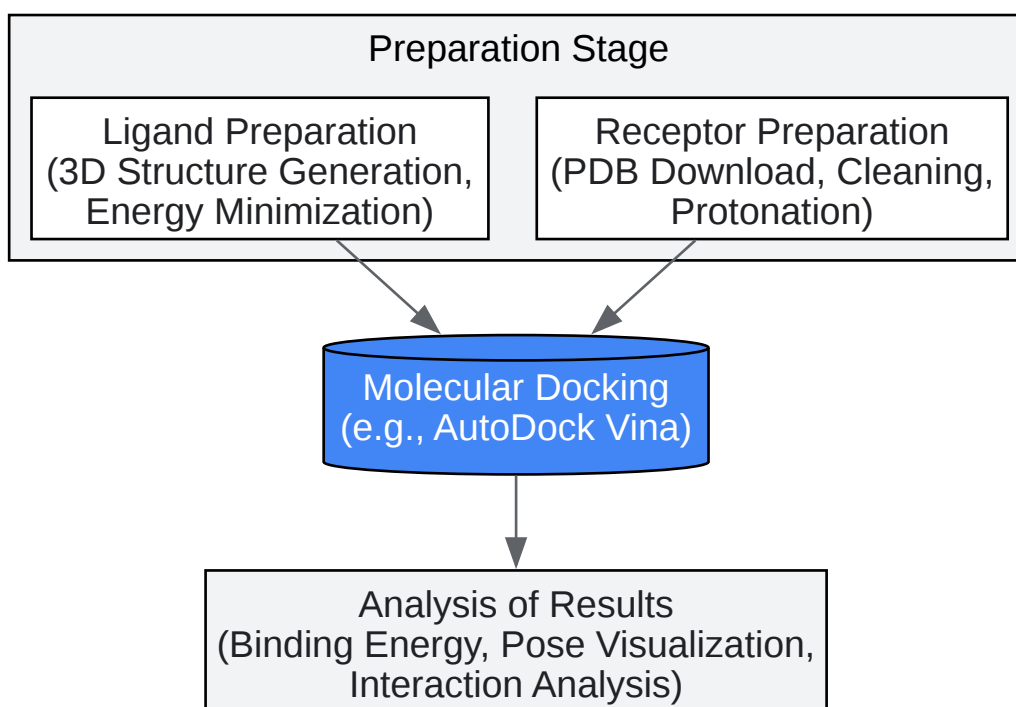 Preparation Stage
Ligand Preparation
(3D Structure Generation,
Energy Minimization)
Receptor Preparation
(PDB Download, Cleaning,
Protonation)
Molecular Docking
(e.g., AutoDock Vina)
Analysis of Results
(Binding Energy, Pose Visualization,
Interaction Analysis)